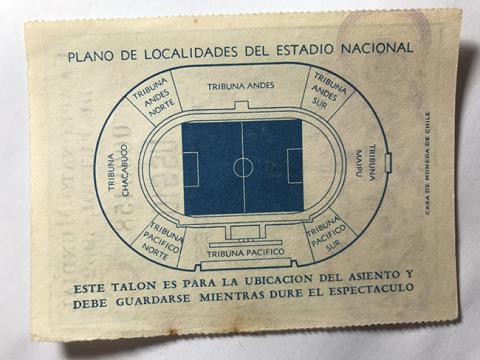 PLANO DE LOCALIDADES DEL ESTADIO NACIONAL
TRIBUNA
ANDES
NORTE
TRIBUNA ANDES
TRIBUNA
ANDES
SUR
TRIBUNA
CHACABUCO
TRIBUNA
MAIPU
TRIBUNA
PACIFICO
NORTE
TRIBUNA PACIFICO
TRIBUNA
PACIFICO
SUR
CASA DE MONEDA DE CHILE
ESTE TALON ES PARA LA UBICACION DEL ASIENTO Y
DEBE GUARDARSE MIENTRAS DURE EL ESPECTACULO